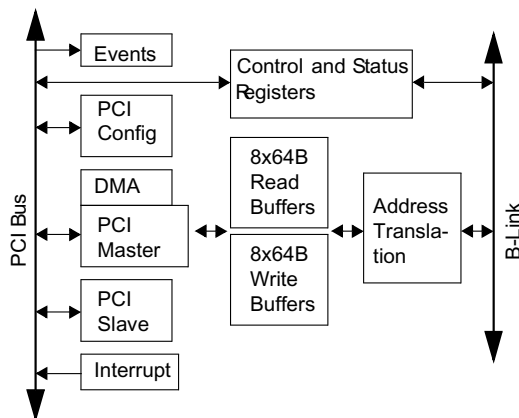 Events
Control and Status
Registers
PCI
Config
8x64B
Read
Buffers
DMA
PCI
Master
Address
Transla-
tion
8x64B
Write
Buffers
PCI
Slave
Interrupt
PCI Bus
B-Link